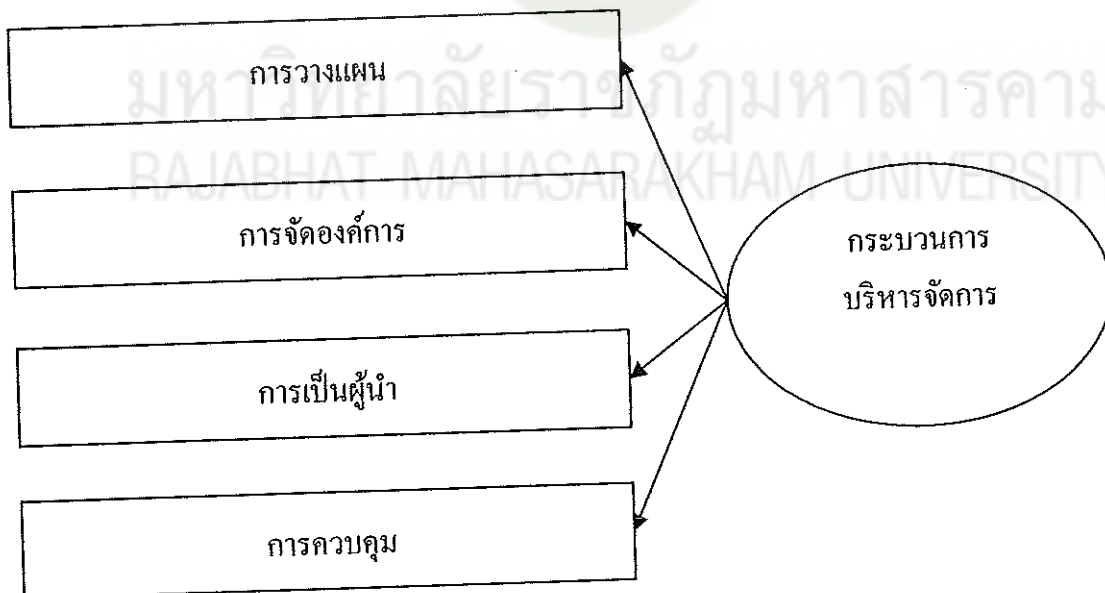 การวางแผน
มหาวิทยาลัยราชภัฏมหาสารคาม
RAJABHAT MAHASARAKHAM UNIVERSITY
การจัดองค์การ
กระบวนการ
บริหารจัดการ
การเป็นผู้นำ
การควบคุม